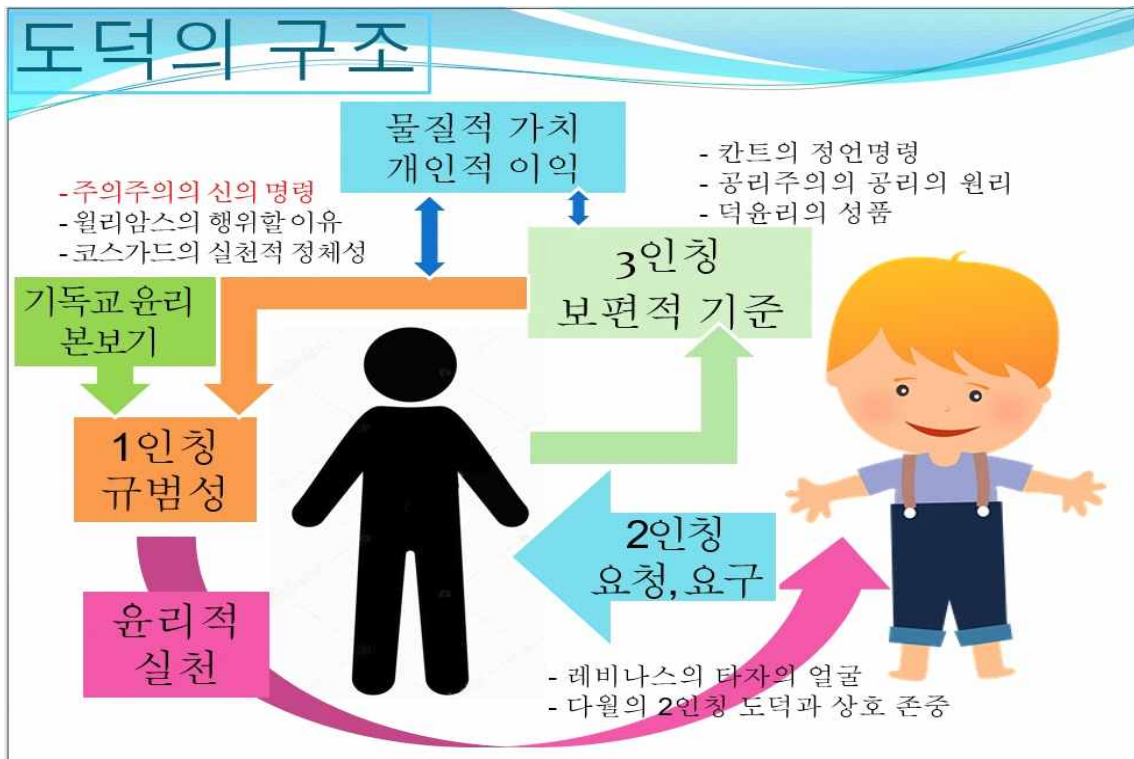 도덕의 구조
물질적 가치
개인적 이익
- 칸트의 정언명령
- 공리주의의 공리의 원리
- 덕윤리의 성품
- 주의주의의 신의 명령
- 윌리암스의 행위할 이유
- 코스가드의 실천적 정체성
3인칭
보편적 기준
기독교 윤리
본보기
1인칭
규범성
2인칭
요청, 요구
윤리적
실천
- 레비나스의 타자의 얼굴
- 다월의 2인칭 도덕과 상호 존중